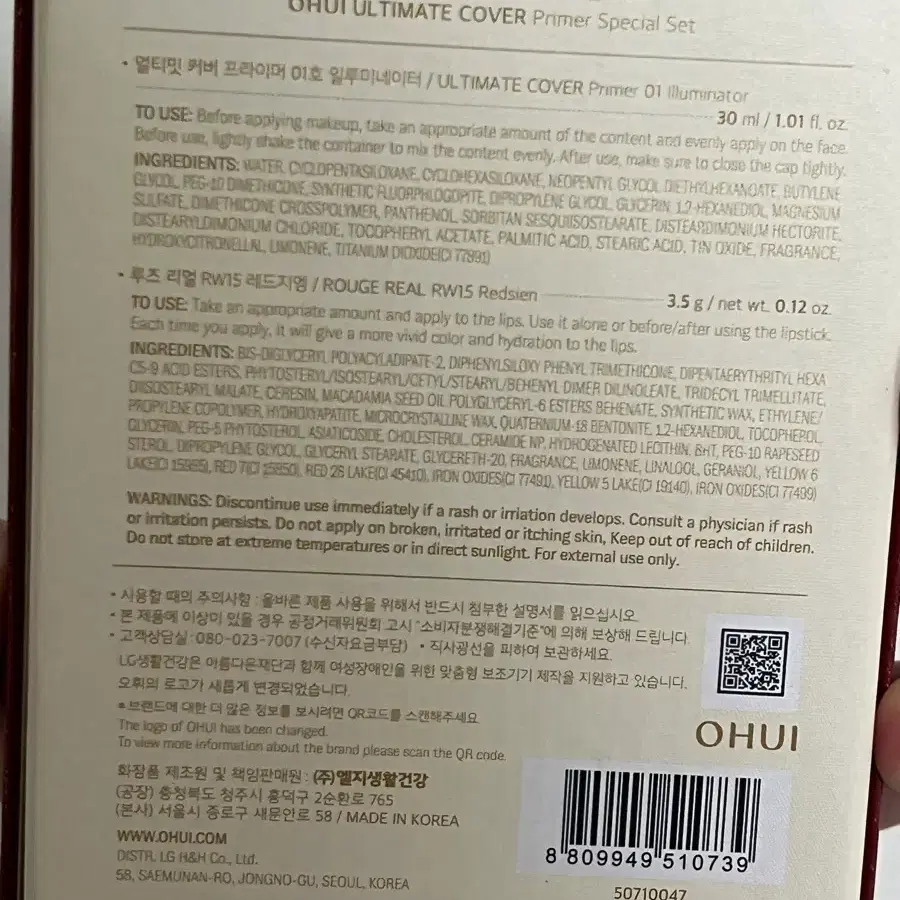 OHUI ULTIMATE COVER Primer Special Set
• 얼티밋 커버 프라이머 01호 일루미네이터 / ULTIMATE COVER Primer 01 Illuminator
30 ml / 1.01 fl. oz.
TO USE: Before applying makeup, take an appropriate amount of the content and evenly apply on the face.
Before use, lightly shake the container to mix the content evenly. After use, make sure to close the cap tightly.
INGREDIENTS: WATER, CYCLOPENTASILOXANE, CYCLOHEXASILOXANE, NEOPENTYL GLYCOL DIETHYLHEXANOATE, BUTYLENE
GLYCOL, PEG-10 DIMETHICONE, SYNTHETIC FLUORPHLOGOPITE, DIPROPYLENE GLYCOL, GLYCERIN, 1,2-HEXANEDIOL, MAGNESIUM
SULFATE, DIMETHICONE CROSSPOLYMER, PANTHENOL, SORBITAN SESQUIISOSTEARATE, DISTEARDIMONIUM HECTORITE,
DISTEARYLDIMONIUM CHLORIDE, TOCOPHERYL ACETATE, PALMITIC ACID, STEARIC ACID, TIN OXIDE, FRAGRANCE,
HYDROXYCITRONELLAL, LIMONENE, TITANIUM DIOXIDE(CI 77891)
• 루즈 리얼 RW15 레드지엥 / ROUGE REAL RW15 Redsien 3.5 g / net wt. 0.12 oz.
TO USE: Take an appropriate amount and apply to the lips. Use it alone or before/after using the lipstick.
Each time you apply, it will give a more vivid color and hydration to the lips.
INGREDIENTS: BIS-DIGLYCERYL POLYACYLADIPATE-2, DIPHENYLSILOXY PHENYL TRIMETHICONE, DIPENTAERYTHRITYL HEXA
C5-9 ACID ESTERS, PHYTOSTERYL/ISOSTEARYL/CETYL/STEARYL/BEHENYL DIMER DILINOLEATE, TRIDECYL TRIMELLITATE,
DIISOSTEARYL MALATE, CERESIN, MACADAMIA SEED OIL POLYGLYCERYL-6 ESTERS BEHENATE, SYNTHETIC WAX, ETHYLENE/
PROPYLENE COPOLYMER, HYDROXYAPATITE, MICROCRYSTALLINE WAX, QUATERNIUM-18 BENTONITE, 1,2-HEXANEDIOL, TOCOPHEROL,
GLYCERIN, PEG-5 PHYTOSTEROL, ASIATICOSIDE, CHOLESTEROL, CERAMIDE NP, HYDROGENATED LECITHIN, BHT, PEG-10 RAPESEED
STEROL, DIPROPYLENE GLYCOL, GLYCERYL STEARATE, GLYCERETH-20, FRAGRANCE, LIMONENE, LINALOOL, GERANIOL, YELLOW 6
LAKE(CI 15985), RED 7(CI 15850), RED 28 LAKE(CI 45410), IRON OXIDES(CI 77491), YELLOW 5 LAKE(CI 19140), IRON OXIDES(CI 77499)
WARNINGS: Discontinue use immediately if a rash or irriation develops. Consult a physician if rash
or irritation persists. Do not apply on broken, irritated or itching skin, Keep out of reach of children.
Do not store at extreme temperatures or in direct sunlight. For external use only.
• 사용할 때의 주의사항 : 올바른 제품 사용을 위해서 반드시 첨부한 설명서를 읽으십시오.
• 본 제품에 이상이 있을 경우 공정거래위원회 고시 "소비자분쟁해결기준"에 의해 보상해 드립니다.
• 고객상담실 : 080-023-7007 (수신자요금부담) • 직사광선을 피하여 보관하세요.
LG생활건강은 아름다운재단과 함께 여성장애인을 위한 맞춤형 보조기기 제작을 지원하고 있습니다.
오휘의 로고가 새롭게 변경되었습니다.
※브랜드에 대한 더 많은 정보를 보시려면 QR코드를 스캔해주세요.
The logo of OHUI has been changed.
To view more information about the brand please scan the QR code.
OHUI
화장품 제조원 및 책임판매원 : (주)엘지생활건강
(공장) 충청북도 청주시 흥덕구 2순환로 765
(본사) 서울시 종로구 새문안로 58 / MADE IN KOREA
WWW.OHUI.COM
DISTR. LG H&H Co., Ltd.
58, SAEMUNAN-RO, JONGNO-GU, SEOUL, KOREA
8 809949 510739
50710047